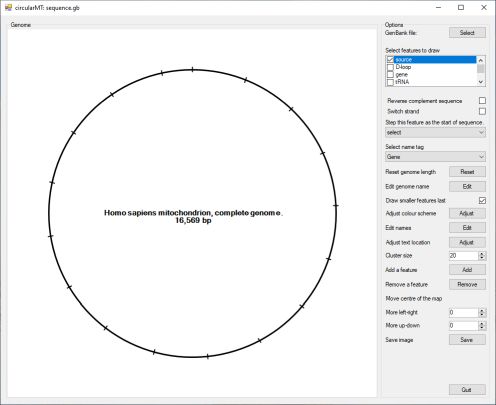 circularMT: sequence.gb
Genome
Homo sapiens mitochondrion, complete genome.
16,569 bp
Options
GenBank file: Select
Select features to draw
source
D-loop
gene
tRNA
Reverse complement sequence
Switch strand
Step this feature as the start of sequence.
select
Select name tag
Gene
Reset genome length Reset
Edit genome name Edit
Draw smaller features last
Adjust colour scheme Adjust
Edit names Edit
Adjust text location Adjust
Cluster size 20
Add a feature Add
Remove a feature Remove
Move centre of the map
More left-right 0
More up-down 0
Save image Save
Quit